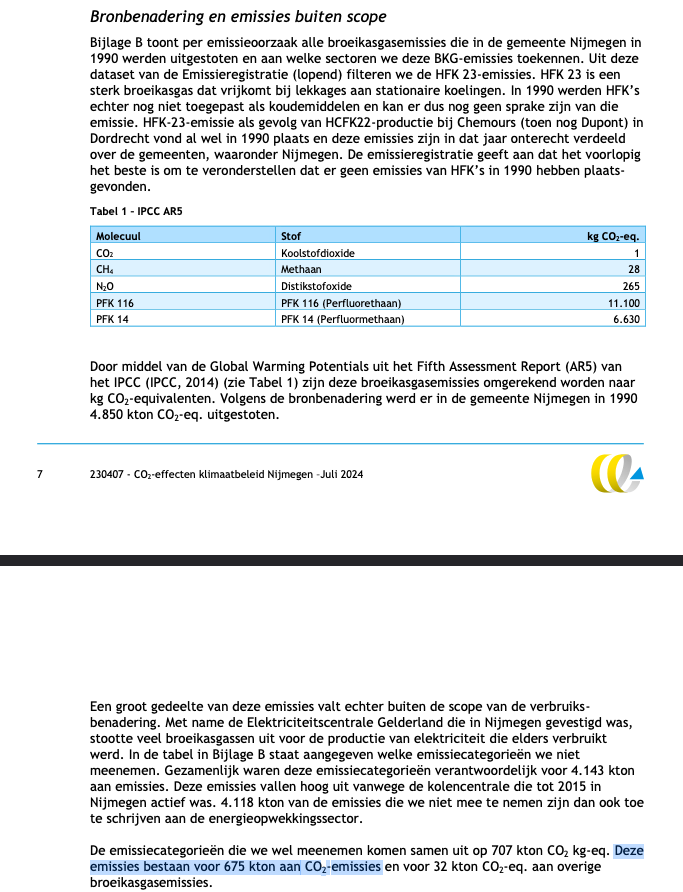 Bronbenadering en emissies buiten scope
Bijlage B toont per emissieoorzaak alle broeikasgasemissies die in de gemeente Nijmegen in
1990 werden uitgestoten en aan welke sectoren we deze BKG-emissies toekennen. Uit deze
dataset van de Emissieregistratie (lopend) filteren we de HFK 23-emissies. HFK 23 is een
sterk broeikasgas dat vrijkomt bij lekkages aan stationaire koelingen. In 1990 werden HFK's
echter nog niet toegepast als koudemiddelen en kan er dus nog geen sprake zijn van die
emissie. HFK-23-emissie als gevolg van HCFK22-productie bij Chemours (toen nog Dupont) in
Dordrecht vond al wel in 1990 plaats en deze emissies zijn in dat jaar onterecht verdeeld
over de gemeenten, waaronder Nijmegen. De emissieregistratie geeft aan dat het voorlopig
het beste is om te veronderstellen dat er geen emissies van HFK's in 1990 hebben plaats-
gevonden.
Tabel 1 – IPCC AR5
Molecuul Stof kg CO₂-eq.
CO₂ Koolstofdioxide 1
CH₄ Methaan 28
N₂O Distikstofoxide 265
PFK 116 PFK 116 (Perfluorethaan) 11.100
PFK 14 PFK 14 (Perfluormethaan) 6.630
Door middel van de Global Warming Potentials uit het Fifth Assessment Report (AR5) van
het IPCC (IPCC, 2014) (zie Tabel 1) zijn deze broeikasgasemissies omgerekend worden naar
kg CO₂-equivalenten. Volgens de bronbenadering werd er in de gemeente Nijmegen in 1990
4.850 kton CO₂-eq. uitgestoten.
7 230407 - CO₂-effecten klimaatbeleid Nijmegen –Juli 2024
Een groot gedeelte van deze emissies valt echter buiten de scope van de verbruiks-
benadering. Met name de Elektriciteitscentrale Gelderland die in Nijmegen gevestigd was,
stootte veel broeikasgassen uit voor de productie van elektriciteit die elders verbruikt
werd. In de tabel in Bijlage B staat aangegeven welke emissiecategorieën we niet
meenemen. Gezamenlijk waren deze emissiecategorieën verantwoordelijk voor 4.143 kton
aan emissies. Deze emissies vallen hoog uit vanwege de kolencentrale die tot 2015 in
Nijmegen actief was. 4.118 kton van de emissies die we niet mee te nemen zijn dan ook toe
te schrijven aan de energieopwekkingssector.
De emissiecategorieën die we wel meenemen komen samen uit op 707 kton CO₂ kg-eq. Deze
emissies bestaan voor 675 kton aan CO₂-emissies en voor 32 kton CO₂-eq. aan overige
broeikasgasemissies.